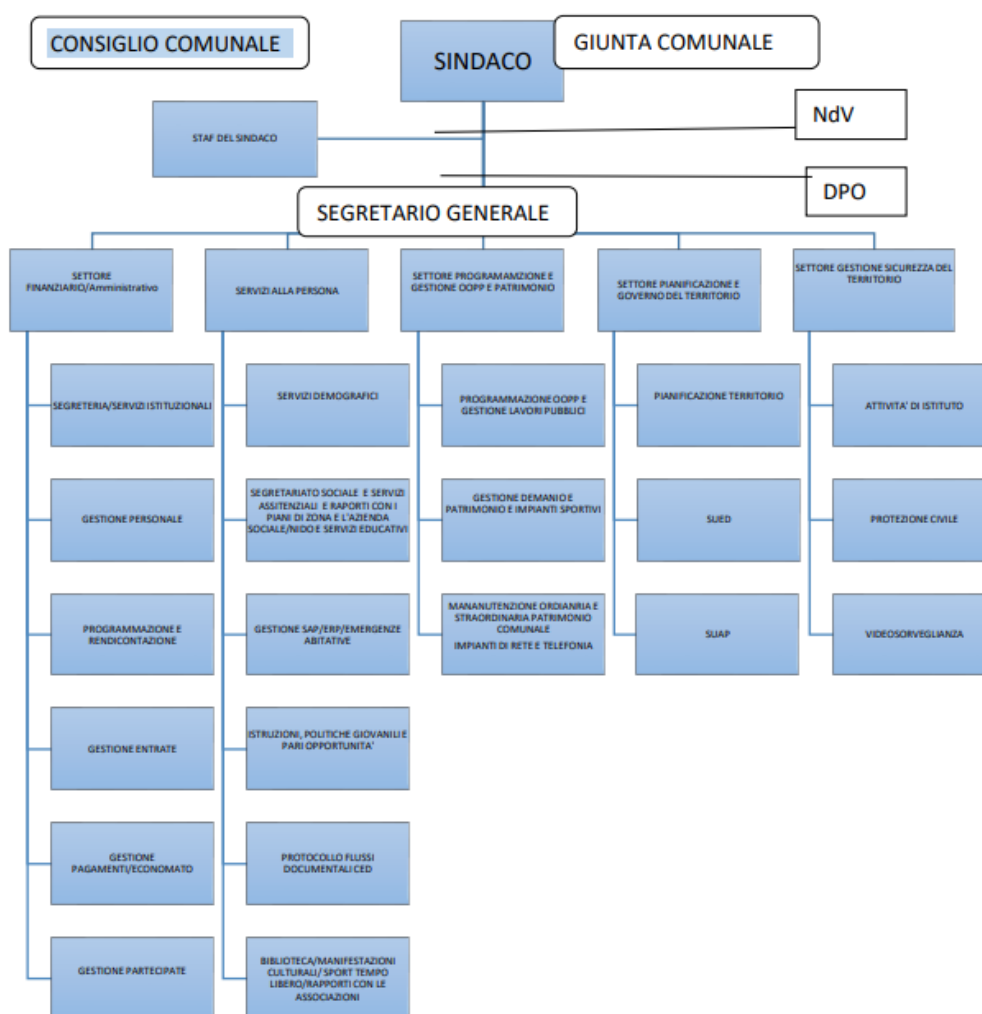 CONSIGLIO COMUNALE
SINDACO
GIUNTA COMUNALE
STAF DEL SINDACO
NdV
DPO
SEGRETARIO GENERALE
SETTORE
FINANZIARIO/Amministrativo
SERVIZI ALLA PERSONA
SETTORE PROGRAMAMZIONE E
GESTIONE OOPP E PATRIMONIO
SETTORE PIANIFICAZIONE E
GOVERNO DEL TERRITORIO
SETTORE GESTIONE SICUREZZA DEL
TERRITORIO
SEGRETERIA/SERVIZI ISTITUZIONALI
SERVIZI DEMOGRAFICI
PROGRAMMAZIONE OOPP E
GESTIONE LAVORI PUBBLICI
PIANIFICAZIONE TERRITORIO
ATTIVITA' DI ISTITUTO
GESTIONE PERSONALE
SEGRETARIATO SOCIALE E SERVIZI
ASSITENZIALI E RAPORTI CON I
PIANI DI ZONA E L'AZIENDA
SOCIALE/NIDO E SERVIZI EDUCATIVI
GESTIONE DEMANIO E
PATRIMONIO E IMPIANTI SPORTIVI
SUED
PROTEZIONE CIVILE
PROGRAMMAZIONE E
RENDICONTAZIONE
GESTIONE SAP/ERP/EMERGENZE
ABITATIVE
MANANUTENZIONE ORDIANRIA E
STRAORDINARIA PATRIMONIO
COMUNALE
IMPIANTI DI RETE E TELEFONIA
SUAP
VIDEOSORVEGLIANZA
GESTIONE ENTRATE
ISTRUZIONI, POLITICHE GIOVANILI E
PARI OPPORTUNITA'
GESTIONE
PAGAMENTI/ECONOMATO
PROTOCOLLO FLUSSI
DOCUMENTALI CED
GESTIONE PARTECIPATE
BIBLIOTECA/MANIFESTAZIONI
CULTURALI/ SPORT TEMPO
LIBERO/RAPPORTI CON LE
ASSOCIAZIONI